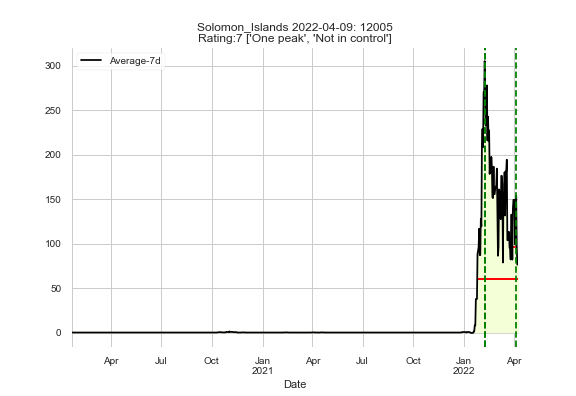 Solomon_Islands 2022-04-09: 12005
Rating:7 ['One peak', 'Not in control']
Average-7d
300
250
200
150
100
50
0
Apr Jul Oct Jan Apr Jul Oct Jan Apr
2021 2022
Date